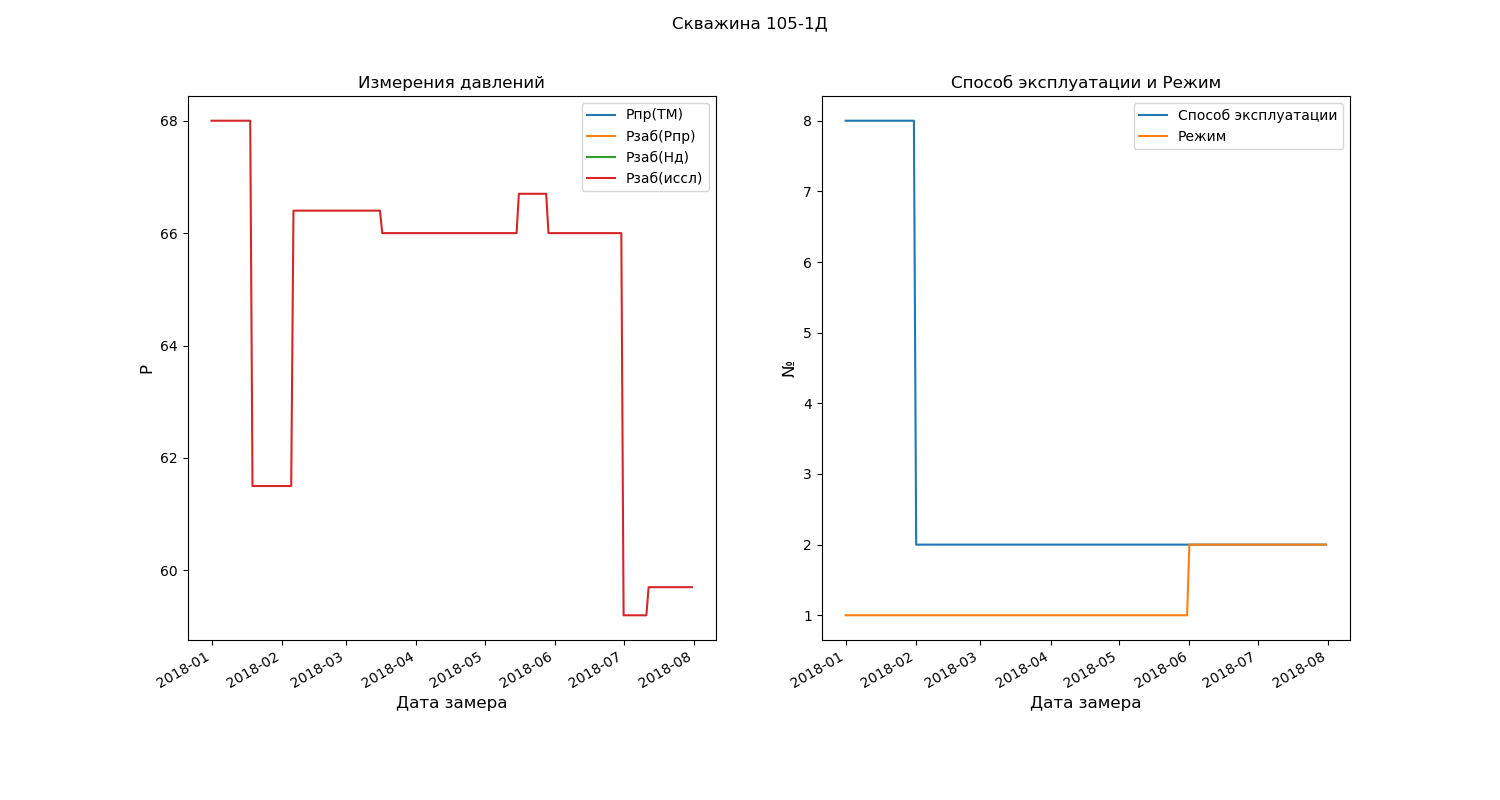 Скважина 105-1Д
Измерения давлений
Рпр(ТМ)
Рзаб(Рпр)
Рзаб(Нд)
Рзаб(иссл)
68
66
64
62
60
Р
2018-01
2018-02
2018-03
2018-04
2018-05
2018-06
2018-07
2018-08
Дата замера
Способ эксплуатации и Режим
Способ эксплуатации
Режим
8
7
6
5
4
3
2
1
№
2018-01
2018-02
2018-03
2018-04
2018-05
2018-06
2018-07
2018-08
Дата замера